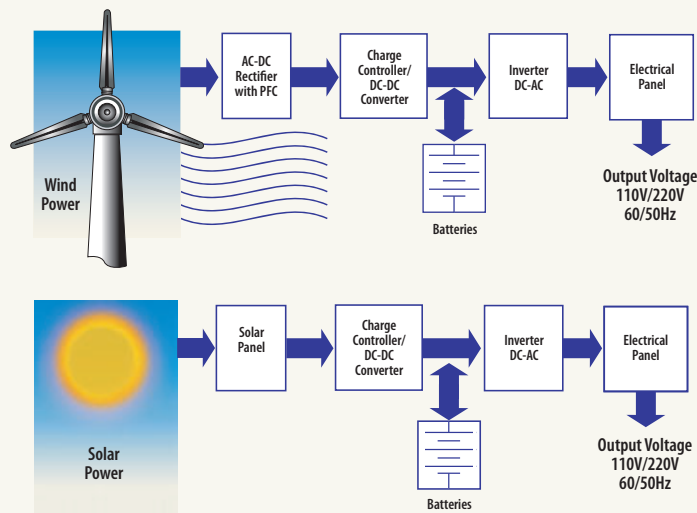 Wind
Power
AC-DC
Rectifier
with PFC
Charge
Controller/
DC-DC
Converter
Inverter
DC-AC
Electrical
Panel
Batteries
Output Voltage
110V/220V
60/50Hz
Solar
Power
Solar
Panel
Charge
Controller/
DC-DC
Converter
Inverter
DC-AC
Electrical
Panel
Batteries
Output Voltage
110V/220V
60/50Hz